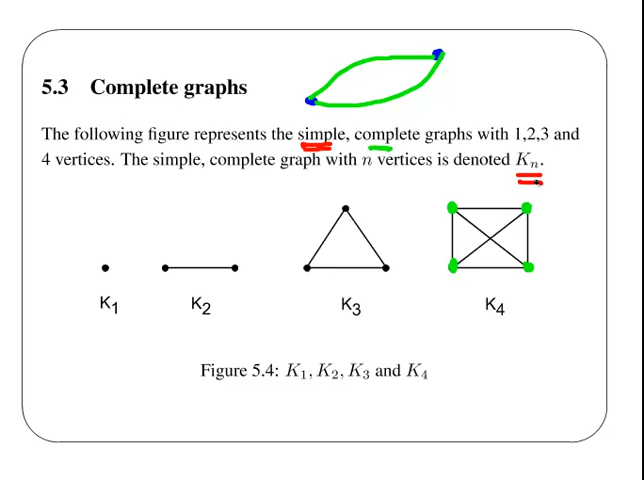 5.3 Complete graphs
The following figure represents the simple, complete graphs with 1,2,3 and
4 vertices. The simple, complete graph with n vertices is denoted Kₙ.
K₁ K₂ K₃ K₄
Figure 5.4: K₁, K₂, K₃ and K₄